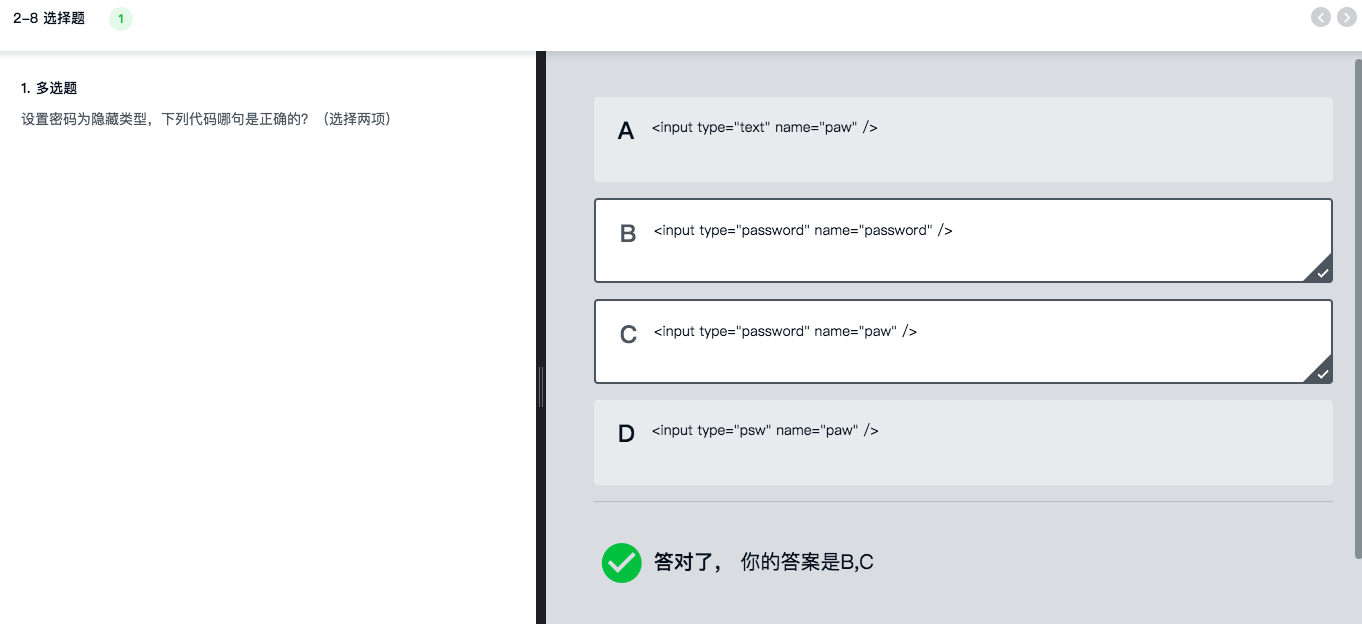 2-8 选择题 1
1. 多选题
设置密码为隐藏类型，下列代码哪句是正确的？（选择两项）
A <input type="text" name="paw" />
B <input type="password" name="password" />
C <input type="password" name="paw" />
D <input type="psw" name="paw" />
答对了， 你的答案是B,C